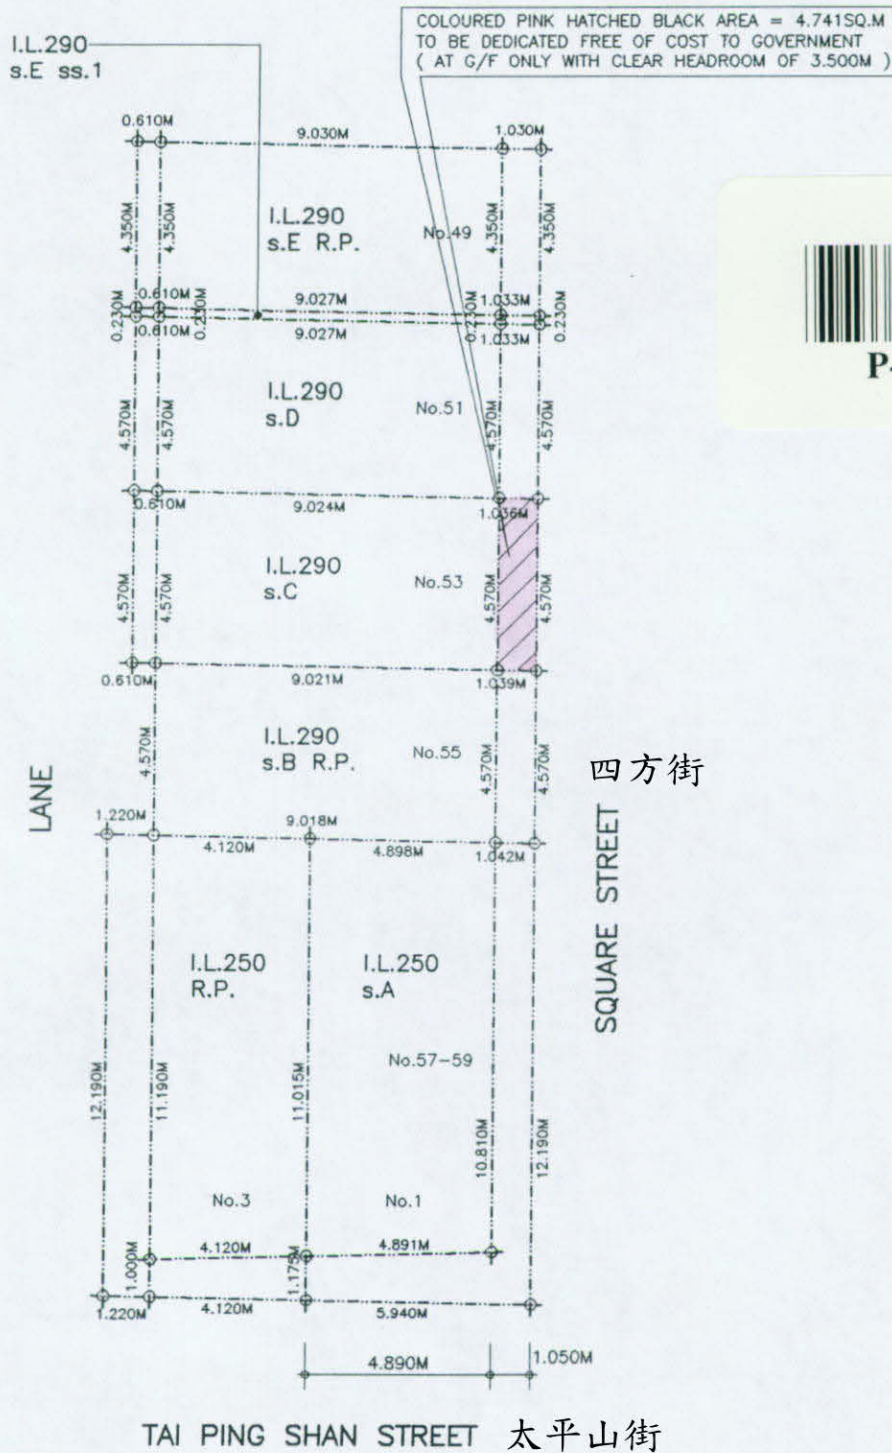 COLOURED PINK HATCHED BLACK AREA = 4.741SQ.M
TO BE DEDICATED FREE OF COST TO GOVERNMENT
( AT G/F ONLY WITH CLEAR HEADROOM OF 3.500M )
I.L.290
s.E ss.1
0.610M
9.030M
1.030M
4.350M
4.350M
I.L.290
s.E R.P.
No.49
4.350M
4.350M
0.230M
0.610M
0.610M
0.230M
9.027M
9.027M
0.230M
1.033M
1.033M
0.230M
P
4.570M
4.570M
I.L.290
s.D
No.51
4.570M
4.570M
0.610M
9.024M
1.036M
4.570M
4.570M
I.L.290
s.C
No.53
4.570M
4.570M
0.610M
9.021M
1.039M
4.570M
I.L.290
s.B R.P.
No.55
4.570M
4.570M
四方街
SQUARE STREET
LANE
1.220M
9.018M
4.120M
4.898M
1.042M
I.L.250
R.P.
I.L.250
s.A
No.57-59
12.190M
11.190M
11.015M
10.810M
12.190M
No.3
No.1
4.120M
4.891M
1.000M
1.175M
1.220M
4.120M
5.940M
4.890M
1.050M
TAI PING SHAN STREET 太平山街